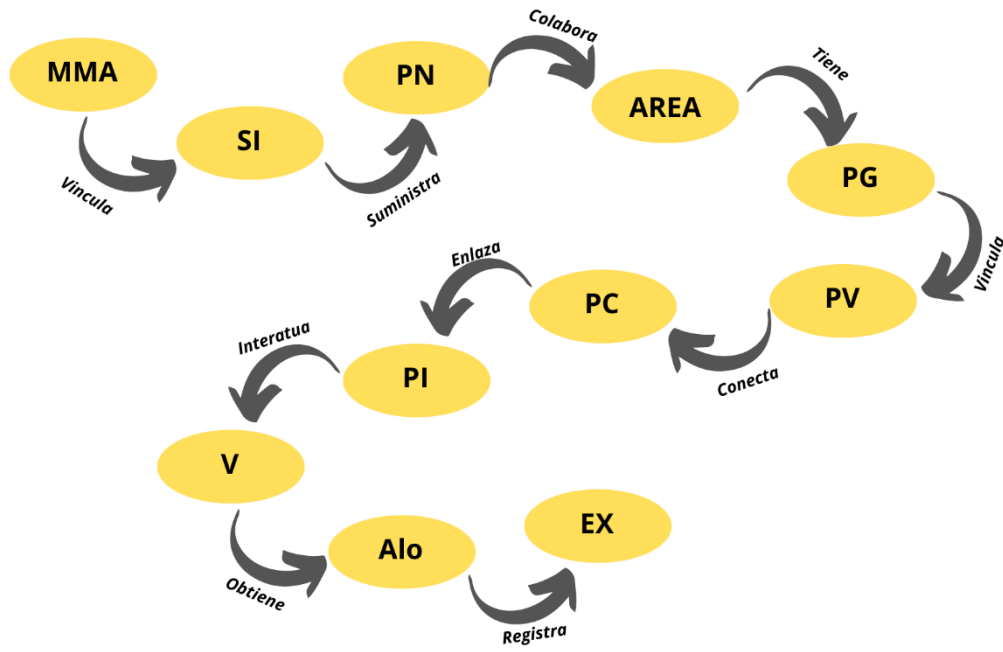 MMA
Vincula
SI
Suministra
PN
Colabora
AREA
Tiene
PG
Vincula
PV
Conecta
PC
Enlaza
PI
Interatua
V
Obtiene
Alo
Registra
EX